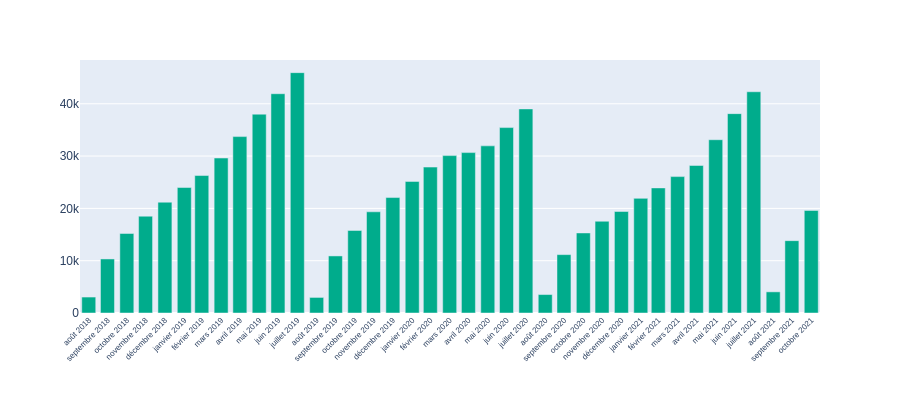 40k
30k
20k
10k
0
août 2018
septembre 2018
octobre 2018
novembre 2018
décembre 2018
janvier 2019
février 2019
mars 2019
avril 2019
mai 2019
juin 2019
juillet 2019
août 2019
septembre 2019
octobre 2019
novembre 2019
décembre 2019
janvier 2020
février 2020
mars 2020
avril 2020
mai 2020
juin 2020
juillet 2020
août 2020
septembre 2020
octobre 2020
novembre 2020
décembre 2020
janvier 2021
février 2021
mars 2021
avril 2021
mai 2021
juin 2021
juillet 2021
août 2021
septembre 2021
octobre 2021